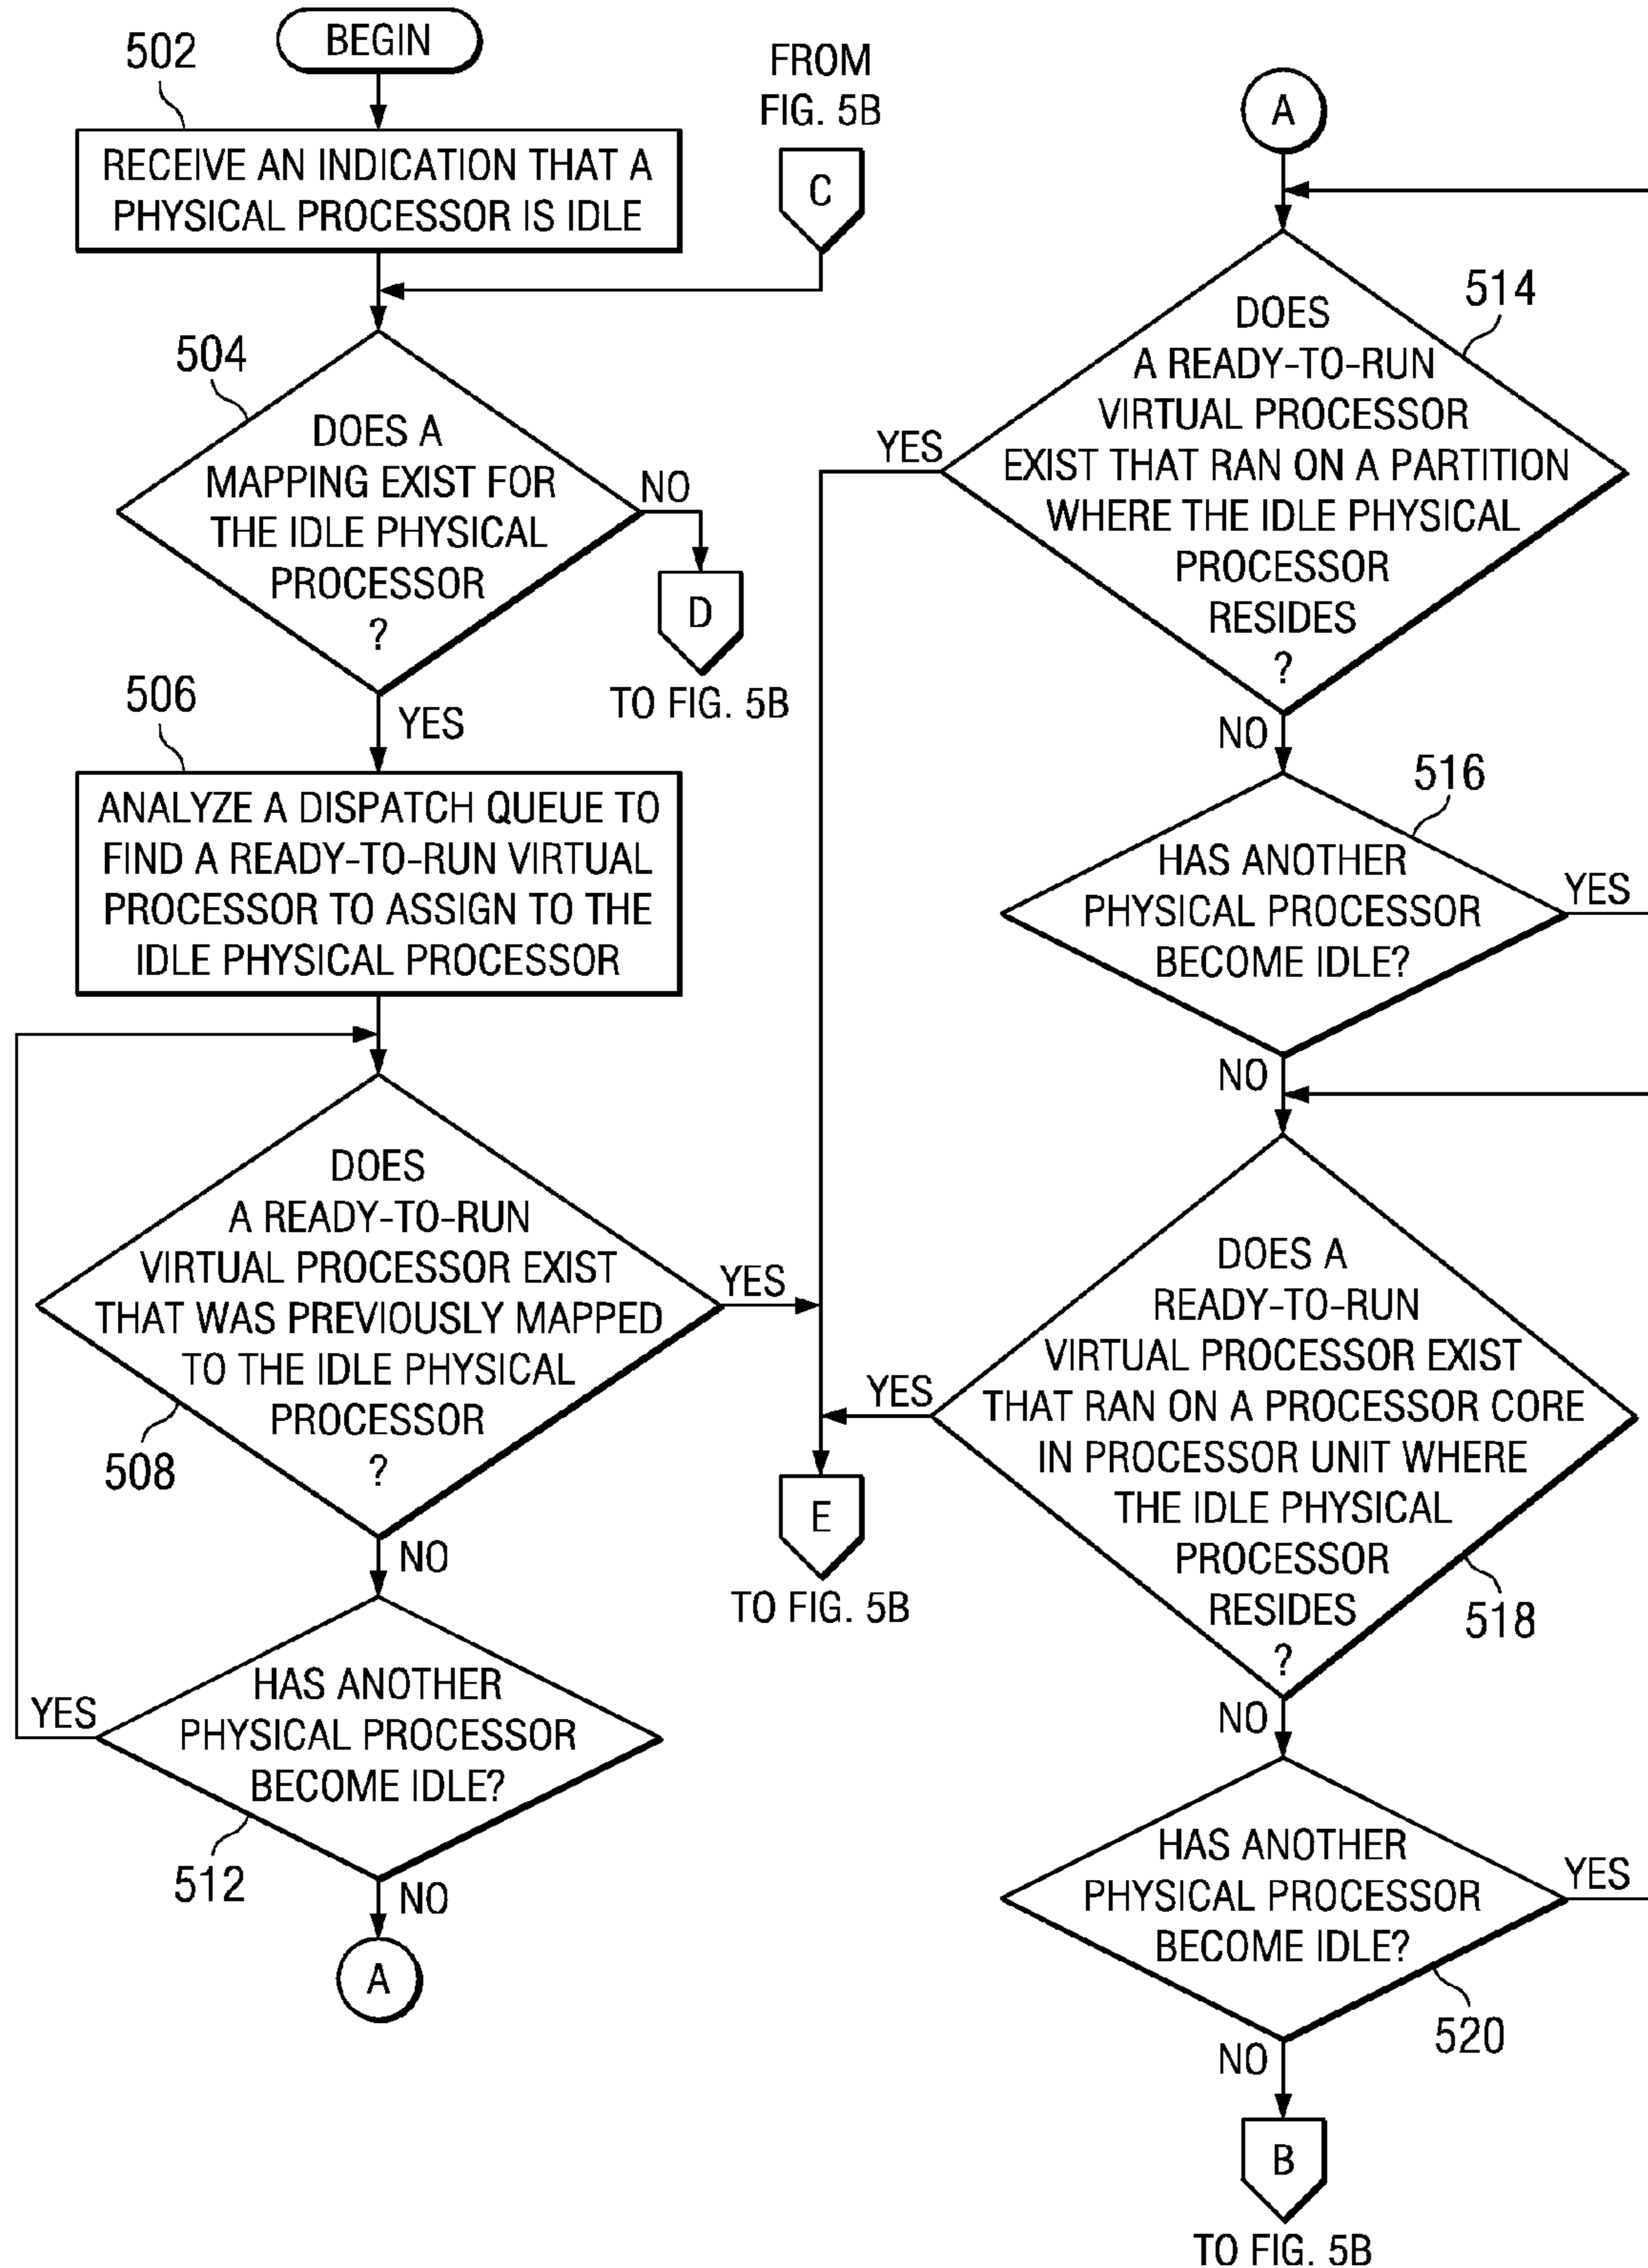 BEGIN
502
RECEIVE AN INDICATION THAT A
PHYSICAL PROCESSOR IS IDLE
FROM
FIG. 5B
C
504
DOES A
MAPPING EXIST FOR
THE IDLE PHYSICAL
PROCESSOR
?
NO
D
TO FIG. 5B
YES
506
ANALYZE A DISPATCH QUEUE TO
FIND A READY-TO-RUN VIRTUAL
PROCESSOR TO ASSIGN TO THE
IDLE PHYSICAL PROCESSOR
DOES
A READY-TO-RUN
VIRTUAL PROCESSOR EXIST
THAT WAS PREVIOUSLY MAPPED
TO THE IDLE PHYSICAL
PROCESSOR
?
508
YES
NO
HAS ANOTHER
PHYSICAL PROCESSOR
BECOME IDLE?
YES
512
NO
A
A
514
DOES
A READY-TO-RUN
VIRTUAL PROCESSOR
EXIST THAT RAN ON A PARTITION
WHERE THE IDLE PHYSICAL
PROCESSOR
RESIDES
?
YES
NO
516
HAS ANOTHER
PHYSICAL PROCESSOR
BECOME IDLE?
YES
NO
DOES A
READY-TO-RUN
VIRTUAL PROCESSOR EXIST
THAT RAN ON A PROCESSOR CORE
IN PROCESSOR UNIT WHERE
THE IDLE PHYSICAL
PROCESSOR
RESIDES
?
518
YES
E
TO FIG. 5B
NO
HAS ANOTHER
PHYSICAL PROCESSOR
BECOME IDLE?
YES
520
NO
B
TO FIG. 5B